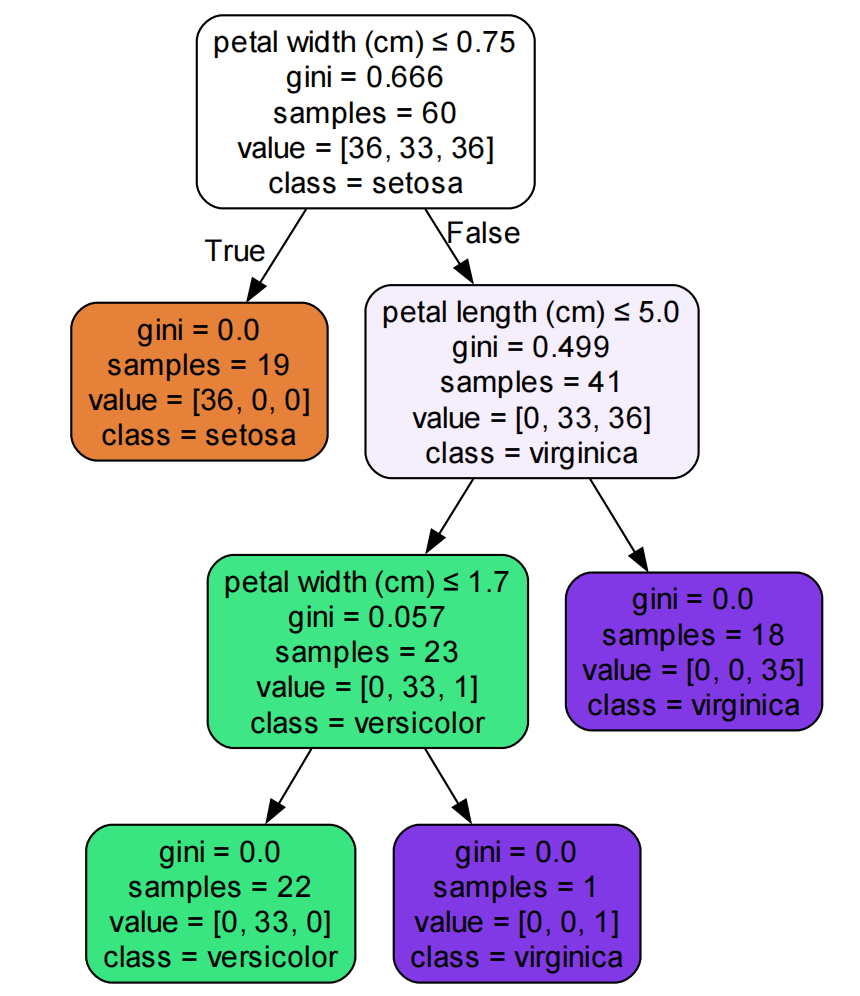 petal width (cm) ≤ 0.75
gini = 0.666
samples = 60
value = [36, 33, 36]
class = setosa
True
False
gini = 0.0
samples = 19
value = [36, 0, 0]
class = setosa
petal length (cm) ≤ 5.0
gini = 0.499
samples = 41
value = [0, 33, 36]
class = virginica
petal width (cm) ≤ 1.7
gini = 0.057
samples = 23
value = [0, 33, 1]
class = versicolor
gini = 0.0
samples = 18
value = [0, 0, 35]
class = virginica
gini = 0.0
samples = 22
value = [0, 33, 0]
class = versicolor
gini = 0.0
samples = 1
value = [0, 0, 1]
class = virginica